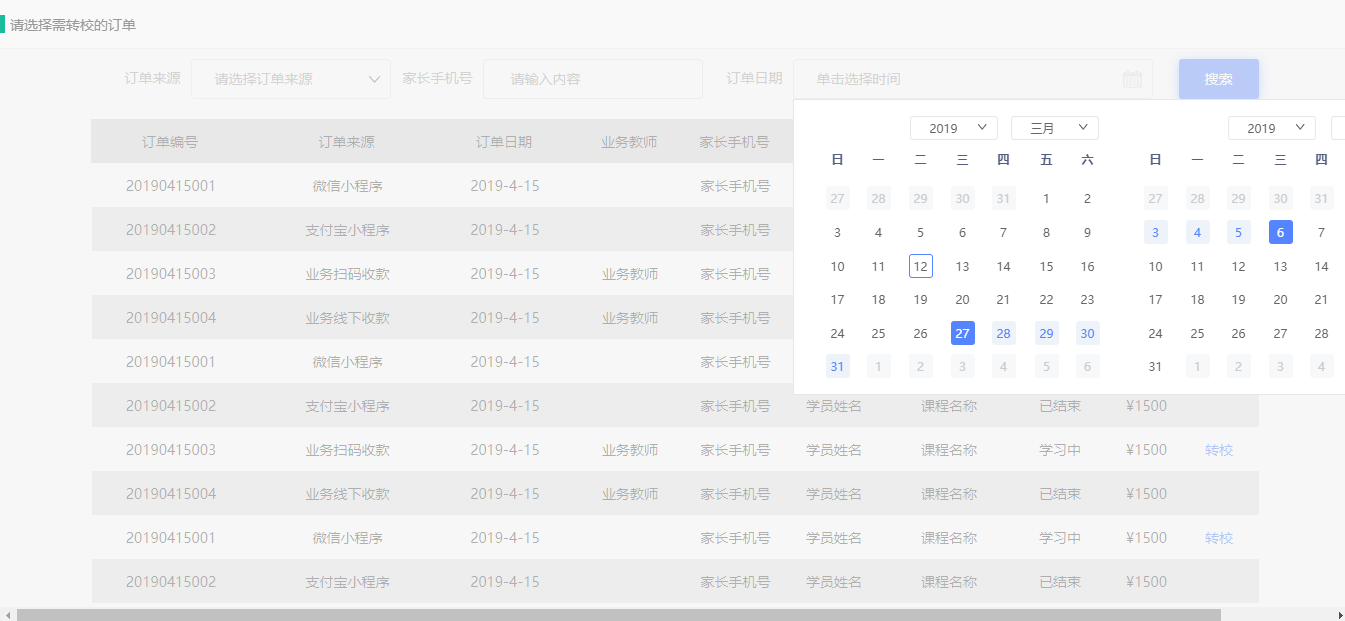 请选择需转校的订单
订单来源 请选择订单来源 家长手机号 请输入内容 订单日期 单击选择时间 搜索
2019 三月 2019
日 一 二 三 四 五 六 日 一 二 三 四
27 28 29 30 31 1 2 27 28 29 30 31
3 4 5 6 7 8 9 3 4 5 6 7
10 11 12 13 14 15 16 10 11 12 13 14
17 18 19 20 21 22 23 17 18 19 20 21
24 25 26 27 28 29 30 24 25 26 27 28
31 1 2 3 4 5 6 31 1 2 3 4
订单编号 订单来源 订单日期 业务教师 家长手机号
20190415001 微信小程序 2019-4-15 家长手机号
20190415002 支付宝小程序 2019-4-15 家长手机号
20190415003 业务扫码收款 2019-4-15 业务教师 家长手机号
20190415004 业务线下收款 2019-4-15 业务教师 家长手机号
20190415001 微信小程序 2019-4-15 家长手机号
20190415002 支付宝小程序 2019-4-15 家长手机号 学员姓名 课程名称 已结束 ¥1500
20190415003 业务扫码收款 2019-4-15 业务教师 家长手机号 学员姓名 课程名称 学习中 ¥1500 转校
20190415004 业务线下收款 2019-4-15 业务教师 家长手机号 学员姓名 课程名称 已结束 ¥1500
20190415001 微信小程序 2019-4-15 家长手机号 学员姓名 课程名称 学习中 ¥1500 转校
20190415002 支付宝小程序 2019-4-15 家长手机号 学员姓名 课程名称 已结束 ¥1500